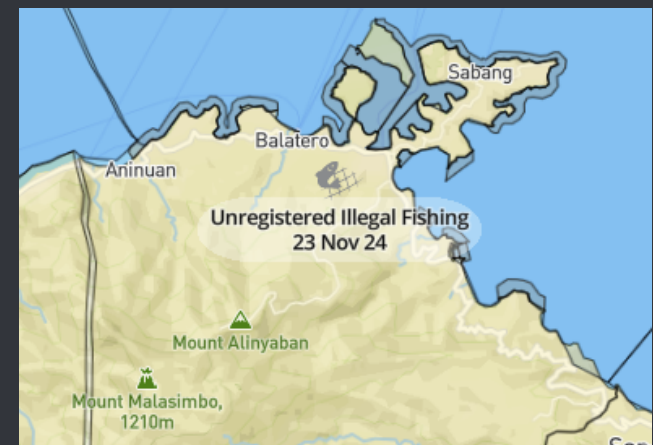 Sabang
Balatero
Aninuan
Unregistered Illegal Fishing
23 Nov 24
Mount Alinyaban
Mount Malasimbo,
1210m